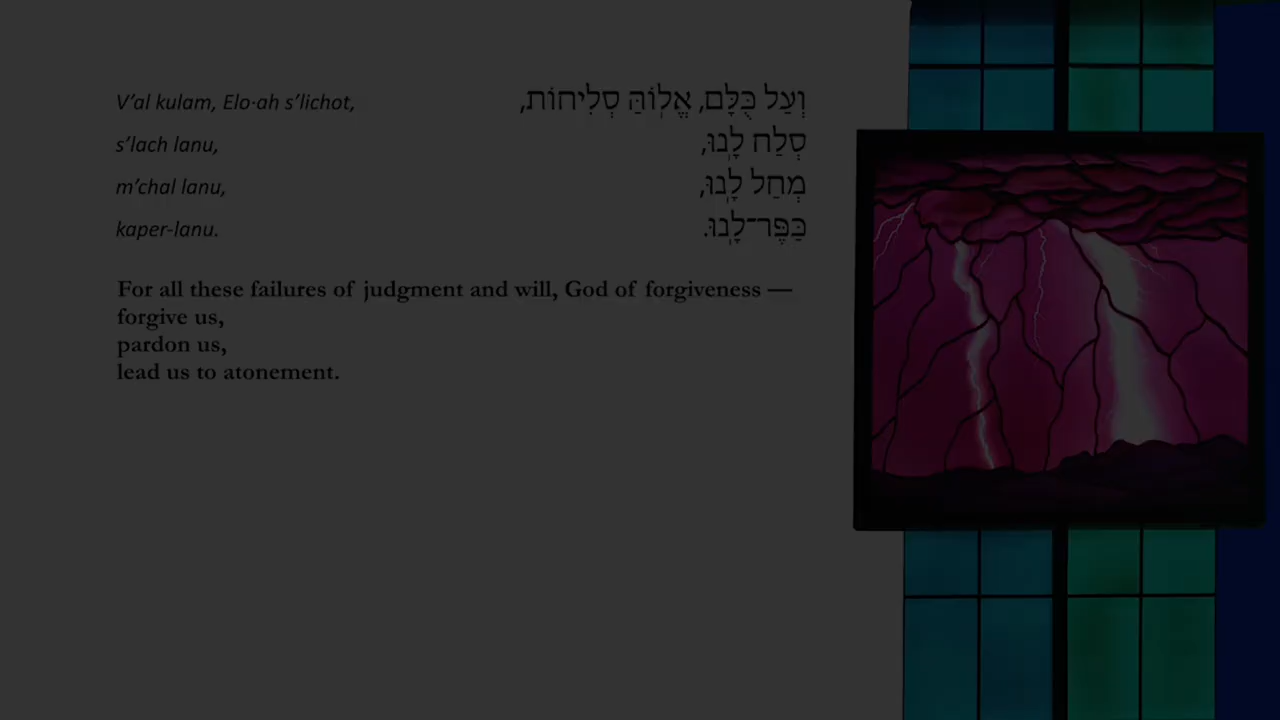 V’al kulam, Elo·ah s’lichot,
s’lach lanu,
m’chal lanu,
kaper-lanu.
וְעַל כֻּלָּם, אֱלֽוֹהַּ סְלִיחוֹת,
סְלַח לָֽנוּ,
מְחַל לָֽנוּ,
כַּפֶּר־לָֽנוּ.
For all these failures of judgment and will, God of forgiveness —
forgive us,
pardon us,
lead us to atonement.